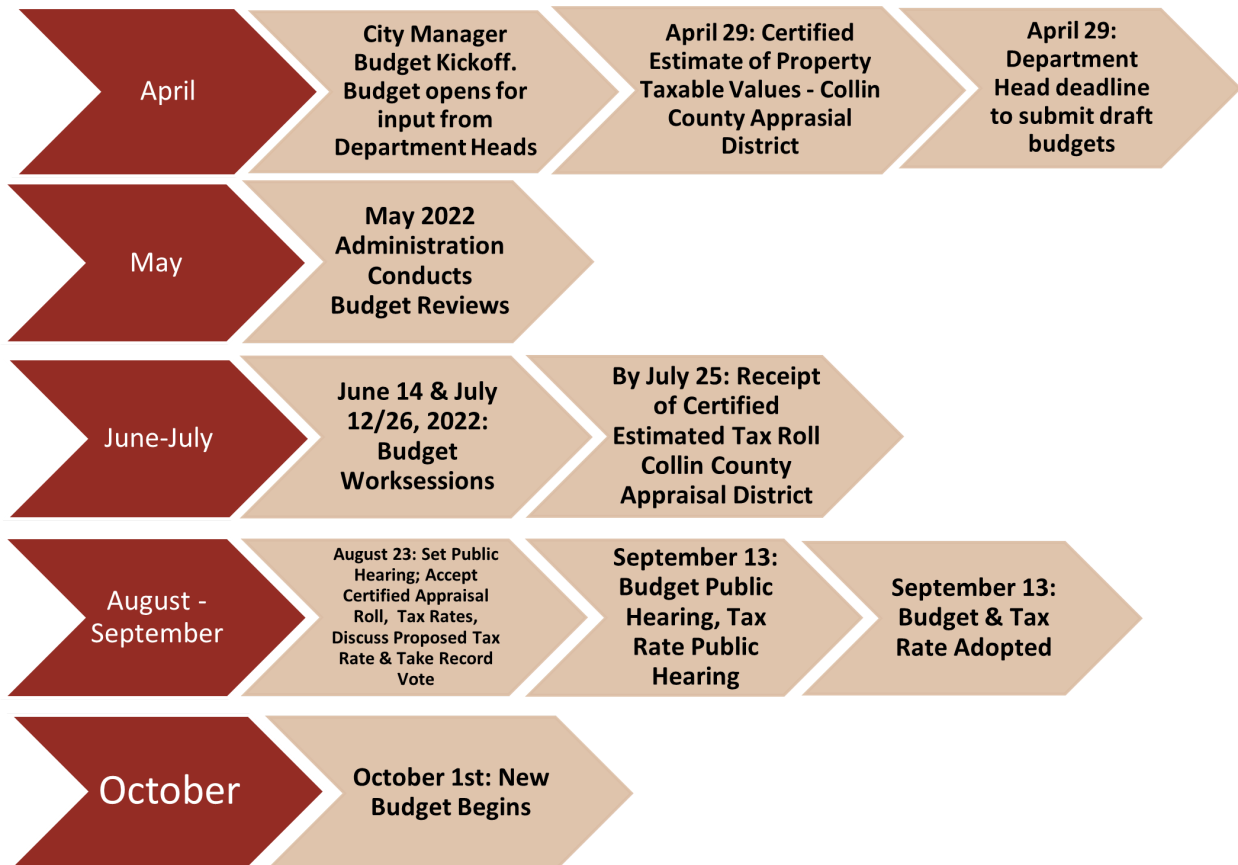 April
City Manager
Budget Kickoff.
Budget opens for
input from
Department Heads
April 29: Certified
Estimate of Property
Taxable Values - Collin
County Apprasial
District
April 29:
Department
Head deadline
to submit draft
budgets
May
May 2022
Administration
Conducts
Budget Reviews
June-July
June 14 & July
12/26, 2022:
Budget
Worksessions
By July 25: Receipt
of Certified
Estimated Tax Roll
Collin County
Appraisal District
August -
September
August 23: Set Public
Hearing; Accept
Certified Appraisal
Roll, Tax Rates,
Discuss Proposed Tax
Rate & Take Record
Vote
September 13:
Budget Public
Hearing, Tax
Rate Public
Hearing
September 13:
Budget & Tax
Rate Adopted
October
October 1st: New
Budget Begins